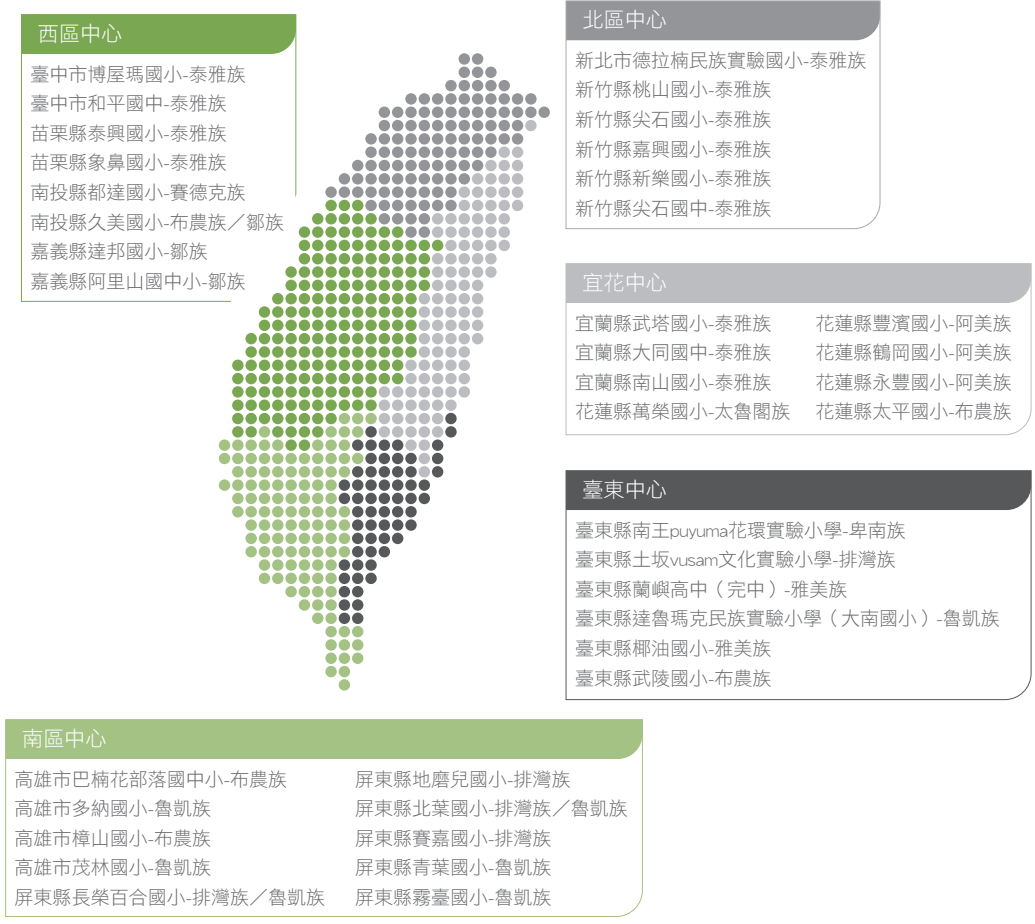 西區中心
臺中市博屋瑪國小-泰雅族
臺中市和平國中-泰雅族
苗栗縣泰興國小-泰雅族
苗栗縣象鼻國小-泰雅族
南投縣都達國小-賽德克族
南投縣久美國小-布農族／鄒族
嘉義縣達邦國小-鄒族
嘉義縣阿里山國中小-鄒族
北區中心
新北市德拉楠民族實驗國小-泰雅族
新竹縣桃山國小-泰雅族
新竹縣尖石國小-泰雅族
新竹縣嘉興國小-泰雅族
新竹縣新樂國小-泰雅族
新竹縣尖石國中-泰雅族
宜花中心
宜蘭縣武塔國小-泰雅族
宜蘭縣大同國中-泰雅族
宜蘭縣南山國小-泰雅族
花蓮縣萬榮國小-太魯閣族
花蓮縣豐濱國小-阿美族
花蓮縣鶴岡國小-阿美族
花蓮縣永豐國小-阿美族
花蓮縣太平國小-布農族
臺東中心
臺東縣南王puyuma花環實驗小學-卑南族
臺東縣土坂vusam文化實驗小學-排灣族
臺東縣蘭嶼高中（完中）-雅美族
臺東縣達魯瑪克民族實驗小學（大南國小）-魯凱族
臺東縣椰油國小-雅美族
臺東縣武陵國小-布農族
南區中心
高雄市巴楠花部落國中小-布農族
高雄市多納國小-魯凱族
高雄市樟山國小-布農族
高雄市茂林國小-魯凱族
屏東縣長榮百合國小-排灣族／魯凱族
屏東縣地磨兒國小-排灣族
屏東縣北葉國小-排灣族／魯凱族
屏東縣賽嘉國小-排灣族
屏東縣青葉國小-魯凱族
屏東縣霧臺國小-魯凱族